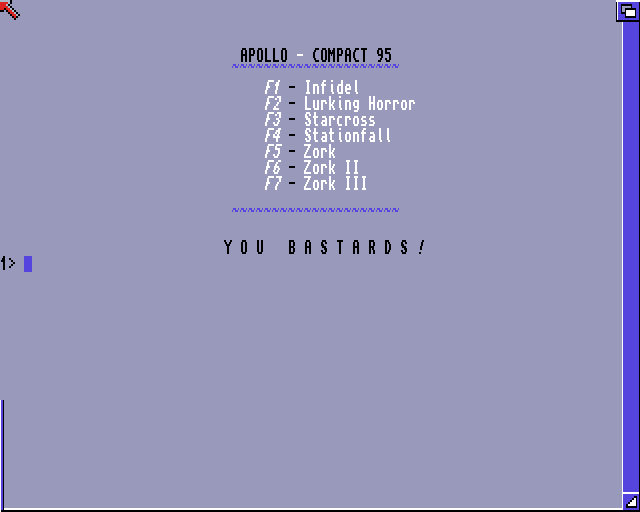 APOLLO - COMPACT 95
~~~~~~~~~~~~~~~~~~~~~
F1 - Infidel
F2 - Lurking Horror
F3 - Starcross
F4 - Stationfall
F5 - Zork
F6 - Zork II
F7 - Zork III
~~~~~~~~~~~~~~~~~~~~~
Y O U   B A S T A R D S !
1>